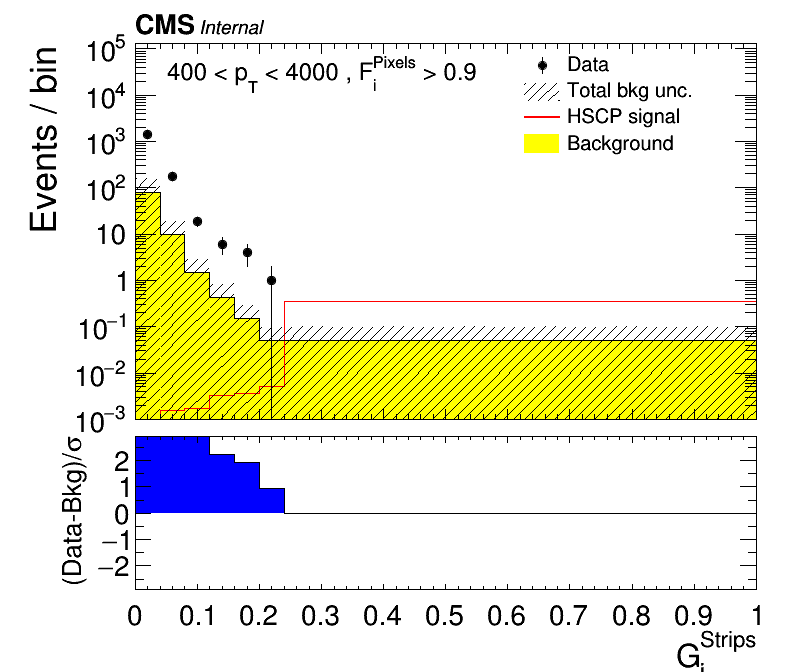 CMS Internal
400 < p_T < 4000 , F_i^Pixels > 0.9
Data
Total bkg unc.
HSCP signal
Background
Events / bin
10^5
10^4
10^3
10^2
10
1
10^−1
10^−2
10^−3
(Data-Bkg)/σ
2
1
0
−1
−2
0 0.1 0.2 0.3 0.4 0.5 0.6 0.7 0.8 0.9 1
G_i^Strips